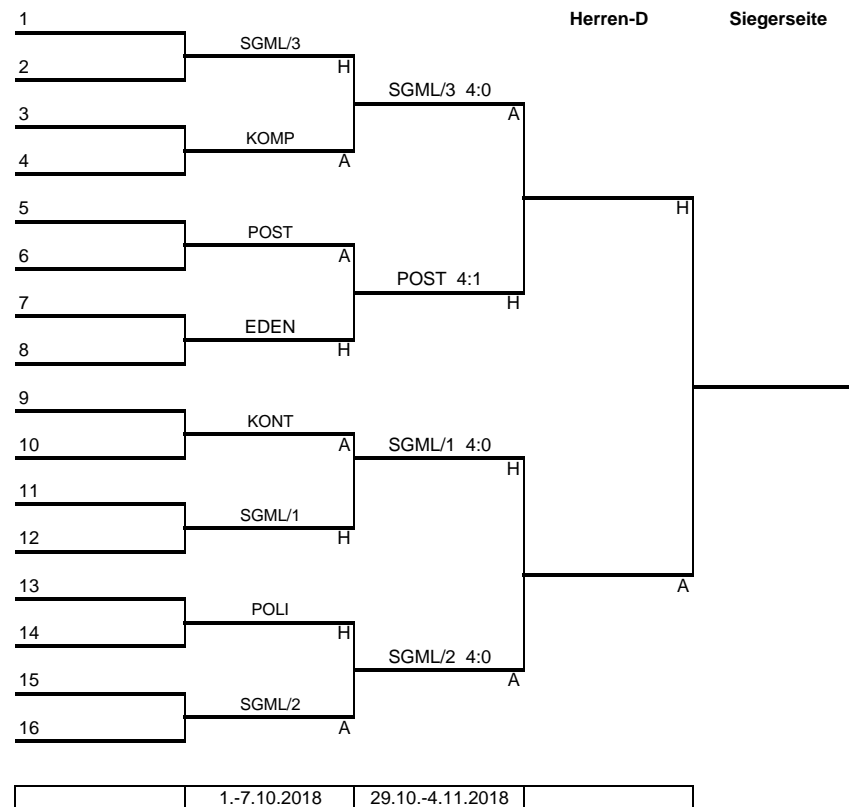 1 Herren-D Siegerseite
SGML/3
2 H
SGML/3 4:0
A
3
KOMP
4 A
5 H
POST
6 A
POST 4:1
7 H
EDEN
8 H
9
KONT
10 A SGML/1 4:0
H
11
SGML/1
12 H
13 A
POLI
14 H
SGML/2 4:0
15 A
SGML/2
16 A
1.-7.10.2018 29.10.-4.11.2018